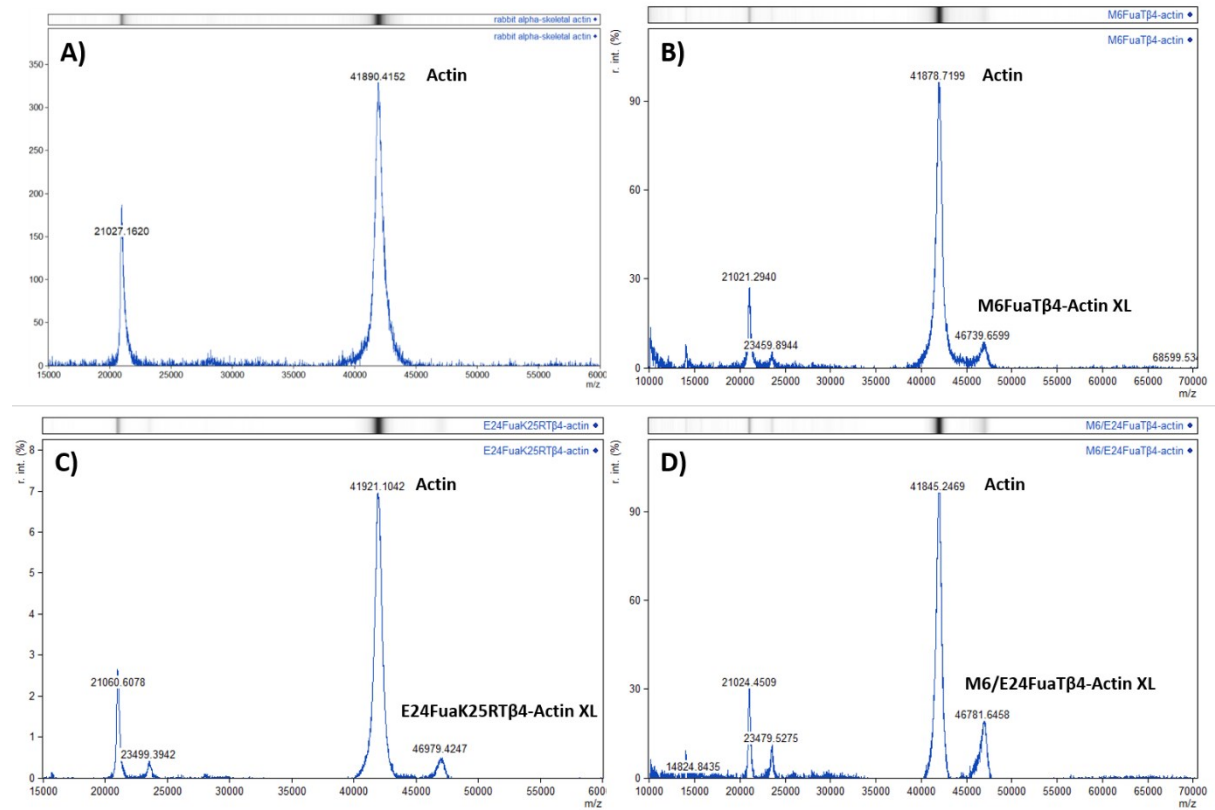 rabbit alpha-skeletal actin ♦
rabbit alpha-skeletal actin ♦
A)
41890.4152
Actin
350
300
250
200
150
100
50
0
21027.1620
15000 20000 25000 30000 35000 40000 45000 50000 55000 6000
m/z
M6FuaTβ4-actin ♦
M6FuaTβ4-actin ♦
r. int. (%)
B)
41878.7199
Actin
90
60
30
0
21021.2940
23459.8944
M6FuaTβ4-Actin XL
46739.6599
68599.534
10000 15000 20000 25000 30000 35000 40000 45000 50000 55000 60000 65000 70000
m/z
E24FuaK25RTβ4-actin ♦
E24FuaK25RTβ4-actin ♦
r. int. (%)
C)
41921.1042
Actin
8
7
6
5
4
3
2
1
0
21060.6078
23499.3942
E24FuaK25RTβ4-Actin XL
46979.4247
15000 20000 25000 30000 35000 40000 45000 50000 55000 60000
m/z
M6/E24FuaTβ4-actin ♦
M6/E24FuaTβ4-actin ♦
r. int. (%)
D)
41845.2469
Actin
90
60
30
0
21024.4509
23479.5275
14824.8435
M6/E24FuaTβ4-Actin XL
46781.6458
10000 15000 20000 25000 30000 35000 40000 45000 50000 55000 60000 65000 70000
m/z